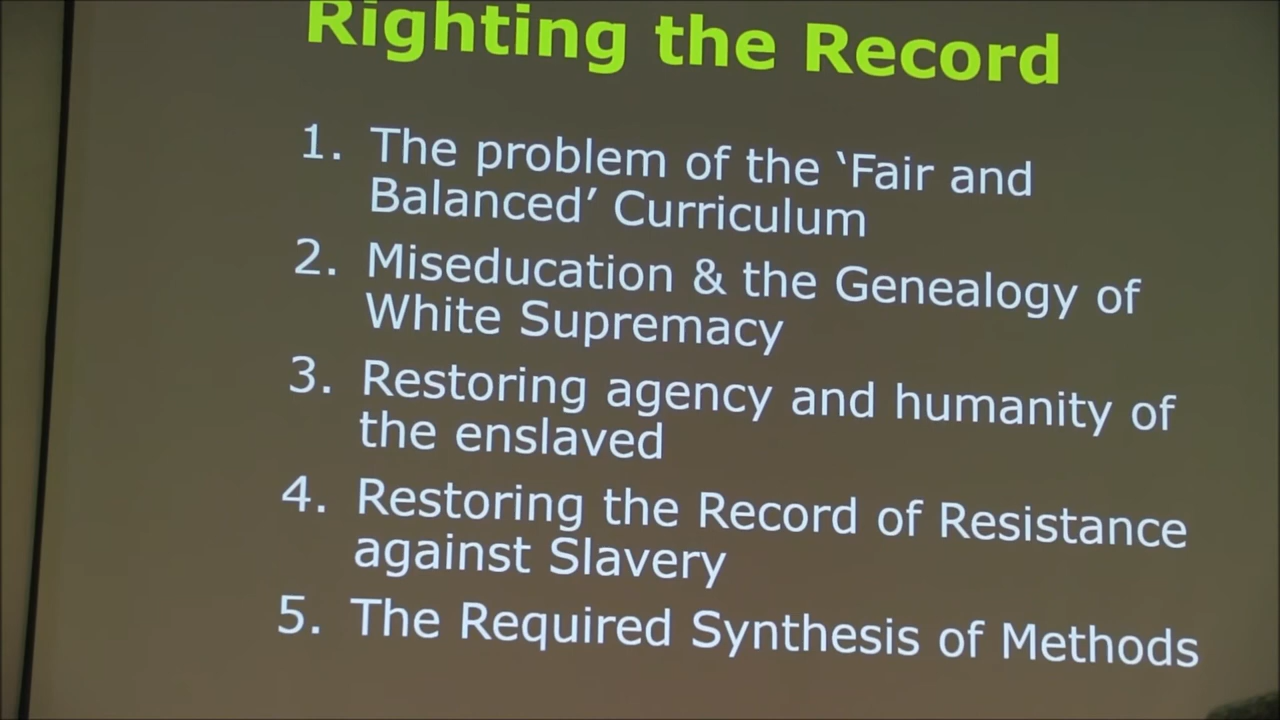 Righting the Record
1. The problem of the ‘Fair and
Balanced’ Curriculum
2. Miseducation & the Genealogy of
White Supremacy
3. Restoring agency and humanity of
the enslaved
4. Restoring the Record of Resistance
against Slavery
5. The Required Synthesis of Methods